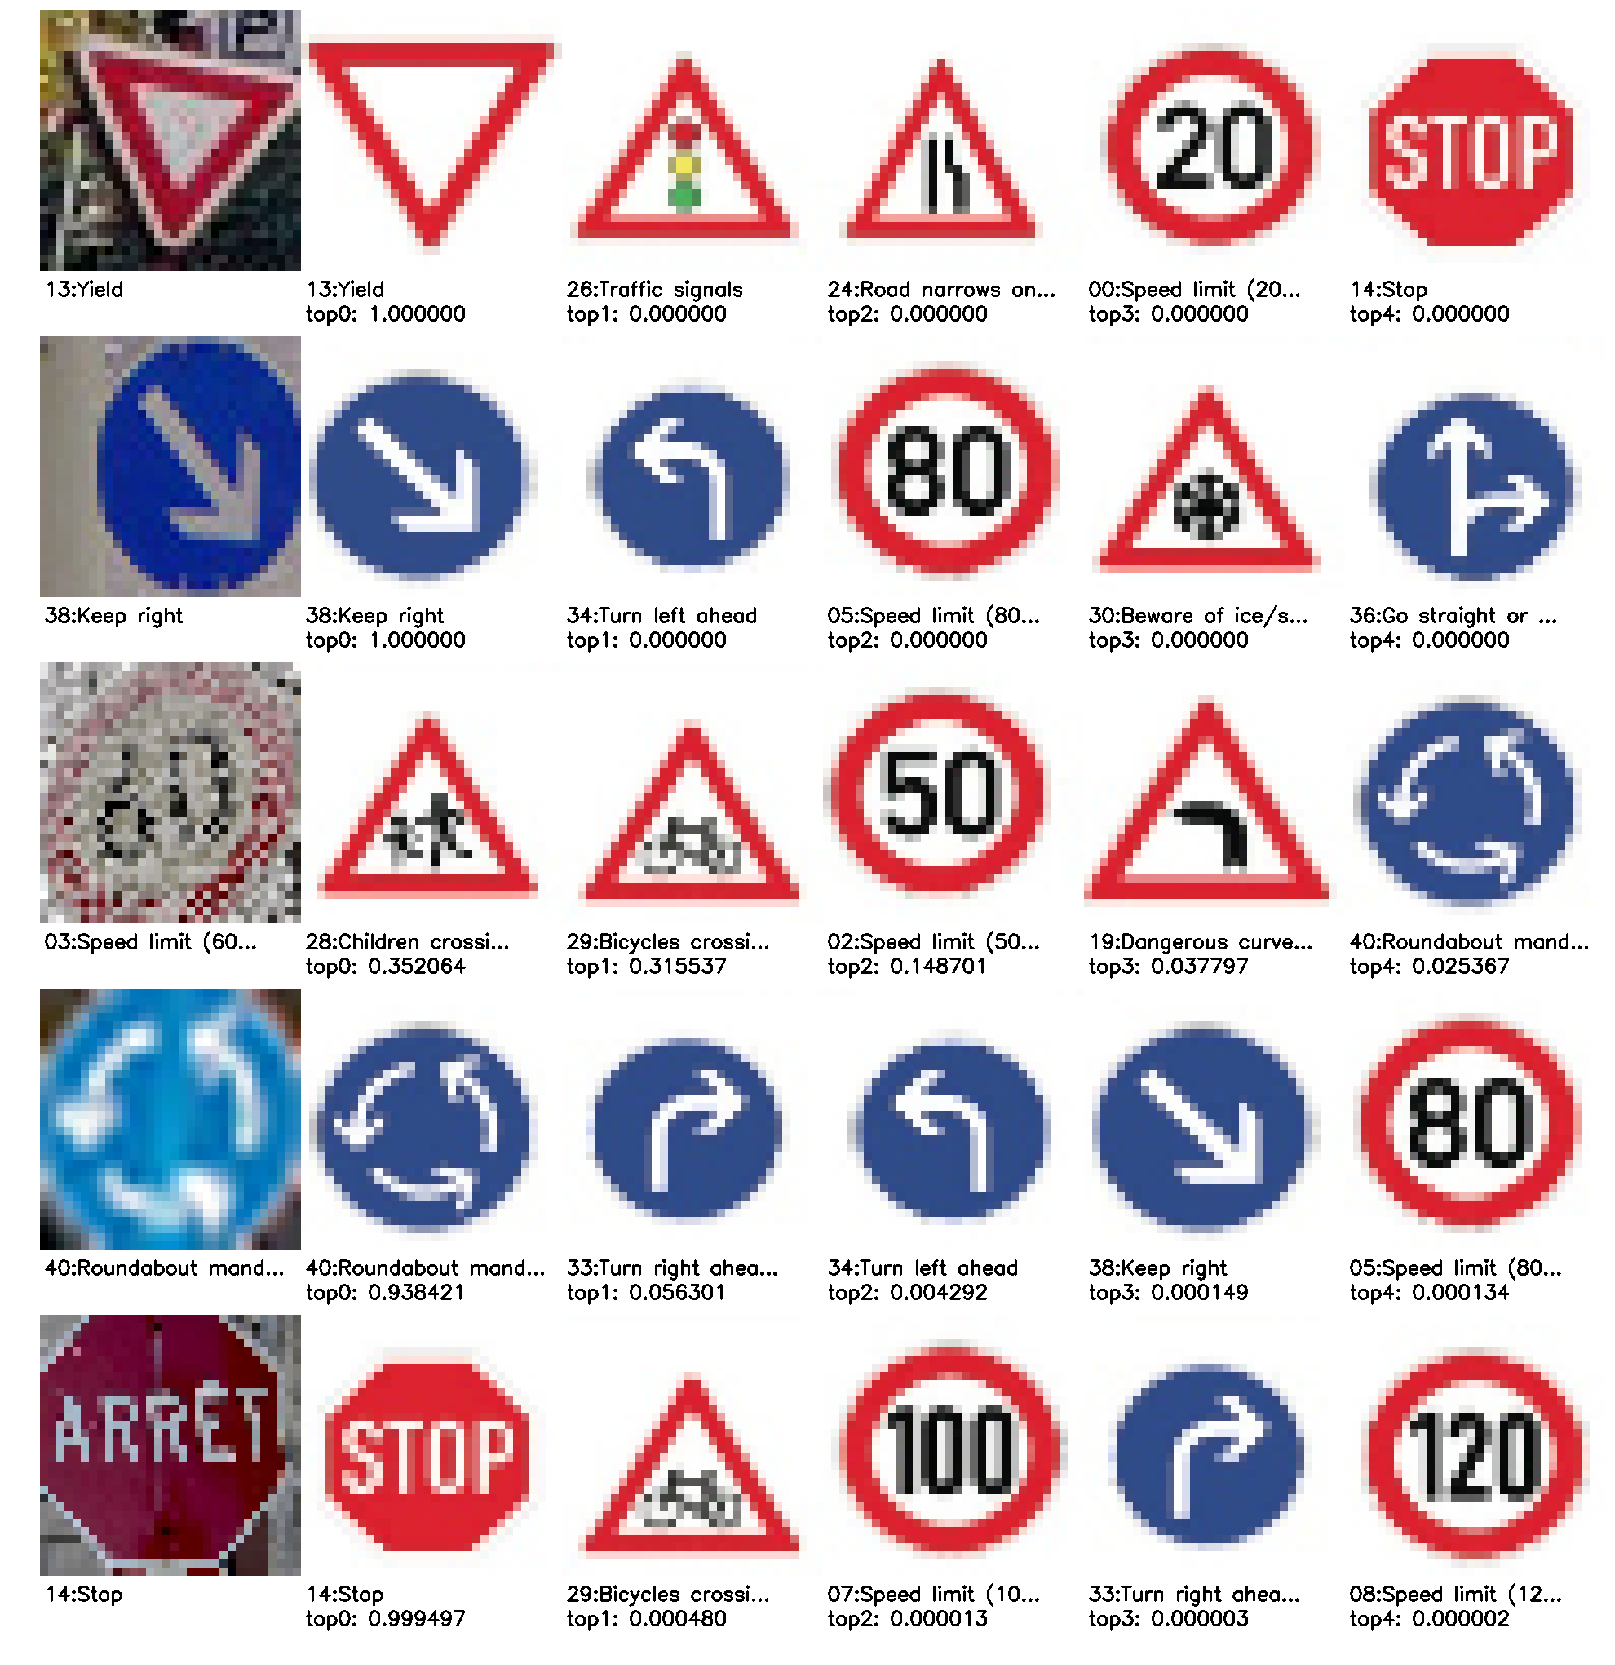 P
20
STOP
13:Yield
13:Yield
top0: 1.000000
26:Traffic signals
top1: 0.000000
24:Road narrows on...
top2: 0.000000
00:Speed limit (20...
top3: 0.000000
14:Stop
top4: 0.000000
80
38:Keep right
38:Keep right
top0: 1.000000
34:Turn left ahead
top1: 0.000000
05:Speed limit (80...
top2: 0.000000
30:Beware of ice/s...
top3: 0.000000
36:Go straight or ...
top4: 0.000000
60
50
03:Speed limit (60...
28:Children crossi...
top0: 0.352064
29:Bicycles crossi...
top1: 0.315537
02:Speed limit (50...
top2: 0.148701
19:Dangerous curve...
top3: 0.037797
40:Roundabout mand...
top4: 0.025367
80
40:Roundabout mand...
40:Roundabout mand...
top0: 0.938421
33:Turn right ahea...
top1: 0.056301
34:Turn left ahead
top2: 0.004292
38:Keep right
top3: 0.000149
05:Speed limit (80...
top4: 0.000134
ARRÊT
STOP
100
120
14:Stop
14:Stop
top0: 0.999497
29:Bicycles crossi...
top1: 0.000480
07:Speed limit (10...
top2: 0.000013
33:Turn right ahea...
top3: 0.000003
08:Speed limit (12...
top4: 0.000002